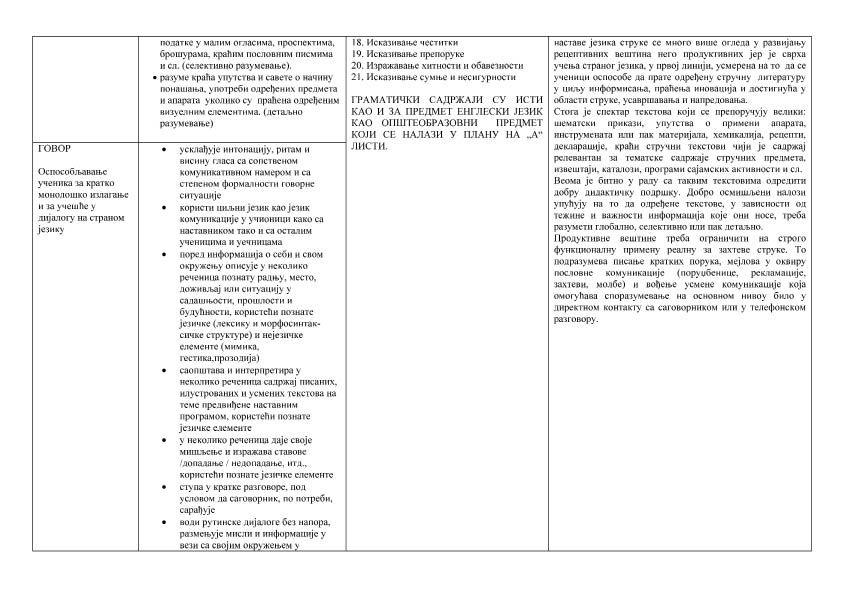 податке у малим огласима, проспектима,
брошурама, краћим пословним писмима
и сл. (селективно разумевање).
• разуме краћа упутства и савете о начину
понашања, употреби одређених предмета
и апарата уколико су праћена одређеним
визуелним елементима. (детаљно
разумевање)
ГОВОР
Оспособљавање
ученика за кратко
монолошко излагање
и за учешће у
дијалогу на страном
језику
• усклађује интонацију, ритам и
висину гласа са сопственом
комуникативном намером и са
степеном формалности говорне
ситуације
• користи циљни језик као језик
комуникације у учионици како са
наставником тако и са осталим
ученицима и уечницама
• поред информација о себи и свом
окружењу описује у неколико
реченица познату радњу, место,
доживљај или ситуацију у
садашњости, прошлости и
будућности, користећи познате
језичке (лексику и морфосинтак-
сичке структуре) и нејезичке
елементе (мимика,
гестика,прозодија)
• саопштава и интерпретира у
неколико реченица садржај писаних,
илустрованих и усмених текстова на
теме предвиђене наставним
програмом, користећи познате
језичке елементе
• у неколико реченица даје своје
мишљење и изражава ставове
/допадање / недопадање, итд.,
користећи познате језичке елементе
• ступа у кратке разговоре, под
условом да саговорник, по потреби,
сарађује
• води рутинске дијалоге без напора,
размењује мисли и информације у
вези са својим окружењем у
18. Исказивање честитки
19. Исказивање препоруке
20. Изражавање хитности и обавезности
21. Исказивање сумње и несигурности
ГРАМАТИЧКИ САДРЖАЈИ СУ ИСТИ
КАО И ЗА ПРЕДМЕТ ЕНГЛЕСКИ ЈЕЗИК
КАО ОПШТЕОБРАЗОВНИ ПРЕДМЕТ
КОЈИ СЕ НАЛАЗИ У ПЛАНУ НА „А“
ЛИСТИ.
наставе језика струке се много више огледа у развијању
рецептивних вештина него продуктивних јер је сврха
учења страног језика, у првој линији, усмерена на то да се
ученици оспособе да прате одређену стручну литературу
у циљу информисања, праћења иновација и достигнућа у
области струке, усавршавања и напредовања.
Стога је спектар текстова који се препоручују велики:
шематски прикази, упутства о примени апарата,
инструмената или пак материјала, хемикалија, рецепти,
декларације, краћи стручни текстови чији је садржај
релевантан за тематске садржаје стручних предмета,
извештаји, каталози, програми сајамских активности и сл.
Веома је битно у раду са таквим текстовима одредити
добру дидактичку подршку. Добро осмишљени налози
упућују на то да одређене текстове, у зависности од
тежине и важности информација које они носе, треба
разумети глобално, селективно или пак детаљно.
Продуктивне вештине треба ограничити на строго
функционалну примену реалну за захтеве струке. То
подразумева писање кратких порука, мејлова у оквиру
пословне комуникације (поруџбенице, рекламације,
захтеви, молбе) и вођење усмене комуникације која
омогућава споразумевање на основном нивоу било у
директном контакту са саговорником или у телефонском
разговору.